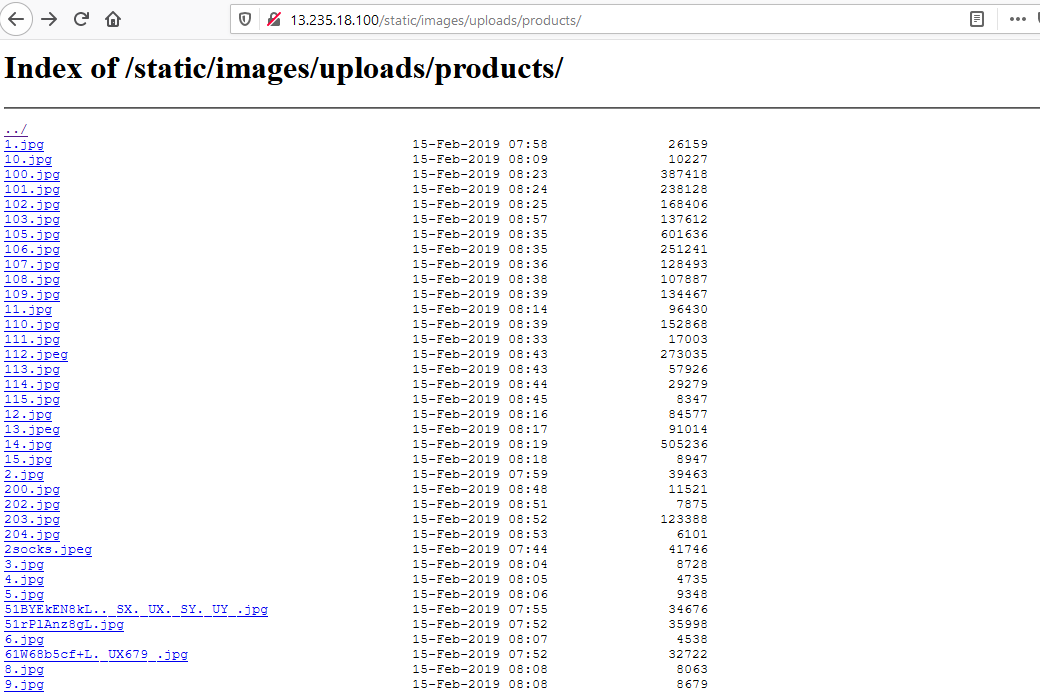 13.235.18.100/static/images/uploads/products/
Index of /static/images/uploads/products/
../
1.jpg 15-Feb-2019 07:58 26159
10.jpg 15-Feb-2019 08:09 10227
100.jpg 15-Feb-2019 08:23 387418
101.jpg 15-Feb-2019 08:24 238128
102.jpg 15-Feb-2019 08:25 168406
103.jpg 15-Feb-2019 08:57 137612
105.jpg 15-Feb-2019 08:35 601636
106.jpg 15-Feb-2019 08:35 251241
107.jpg 15-Feb-2019 08:36 128493
108.jpg 15-Feb-2019 08:38 107887
109.jpg 15-Feb-2019 08:39 134467
11.jpg 15-Feb-2019 08:14 96430
110.jpg 15-Feb-2019 08:39 152868
111.jpg 15-Feb-2019 08:33 17003
112.jpeg 15-Feb-2019 08:43 273035
113.jpg 15-Feb-2019 08:43 57926
114.jpg 15-Feb-2019 08:44 29279
115.jpg 15-Feb-2019 08:45 8347
12.jpg 15-Feb-2019 08:16 84577
13.jpeg 15-Feb-2019 08:17 91014
14.jpg 15-Feb-2019 08:19 505236
15.jpg 15-Feb-2019 08:18 8947
2.jpg 15-Feb-2019 07:59 39463
200.jpg 15-Feb-2019 08:48 11521
202.jpg 15-Feb-2019 08:51 7875
203.jpg 15-Feb-2019 08:52 123388
204.jpg 15-Feb-2019 08:53 6101
2socks.jpeg 15-Feb-2019 07:44 41746
3.jpg 15-Feb-2019 08:04 8728
4.jpg 15-Feb-2019 08:05 4735
5.jpg 15-Feb-2019 08:06 9348
51BYEkEN8kL.._SX._UX._SY._UY_.jpg 15-Feb-2019 07:55 34676
51rPlAnz8gL.jpg 15-Feb-2019 07:52 35998
6.jpg 15-Feb-2019 08:07 4538
61W68b5cf+L._UX679_.jpg 15-Feb-2019 07:52 32722
8.jpg 15-Feb-2019 08:08 8063
9.jpg 15-Feb-2019 08:08 8679